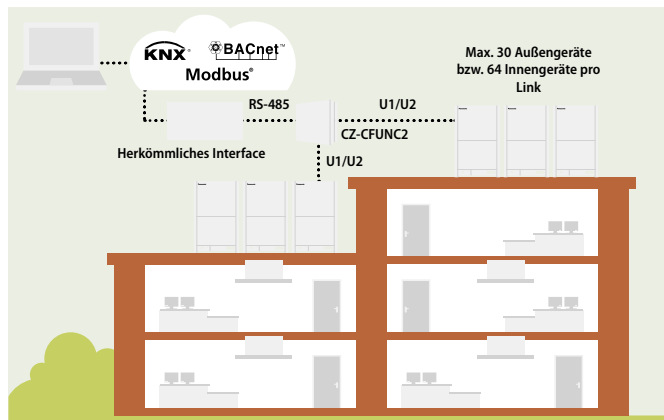 KNX®
BACnet™
Modbus®
Max. 30 Außengeräte
bzw. 64 Innengeräte pro
Link
RS-485
U1/U2
CZ-CFUNC2
Herkömmliches Interface
U1/U2